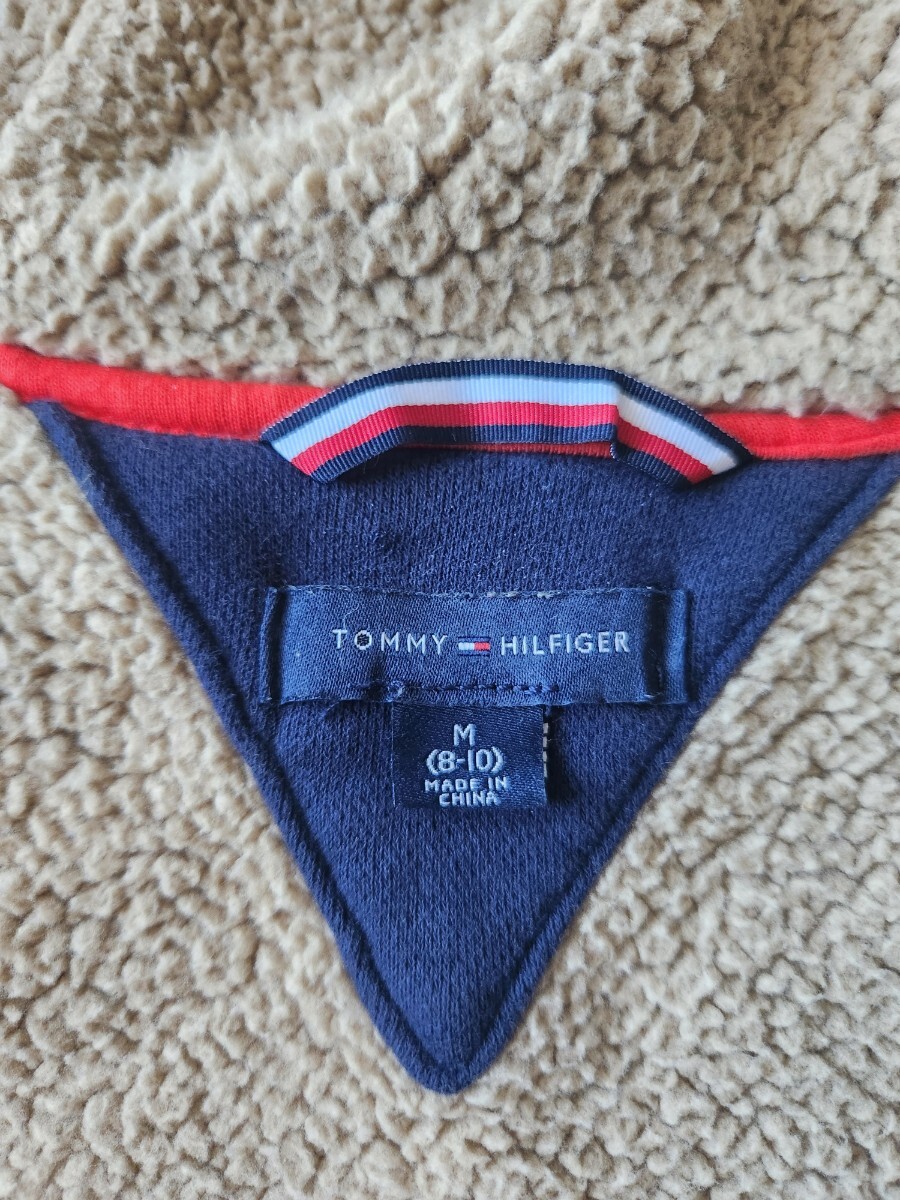 TOMMY HILFIGER
M
(8-10)
MADE IN
CHINA